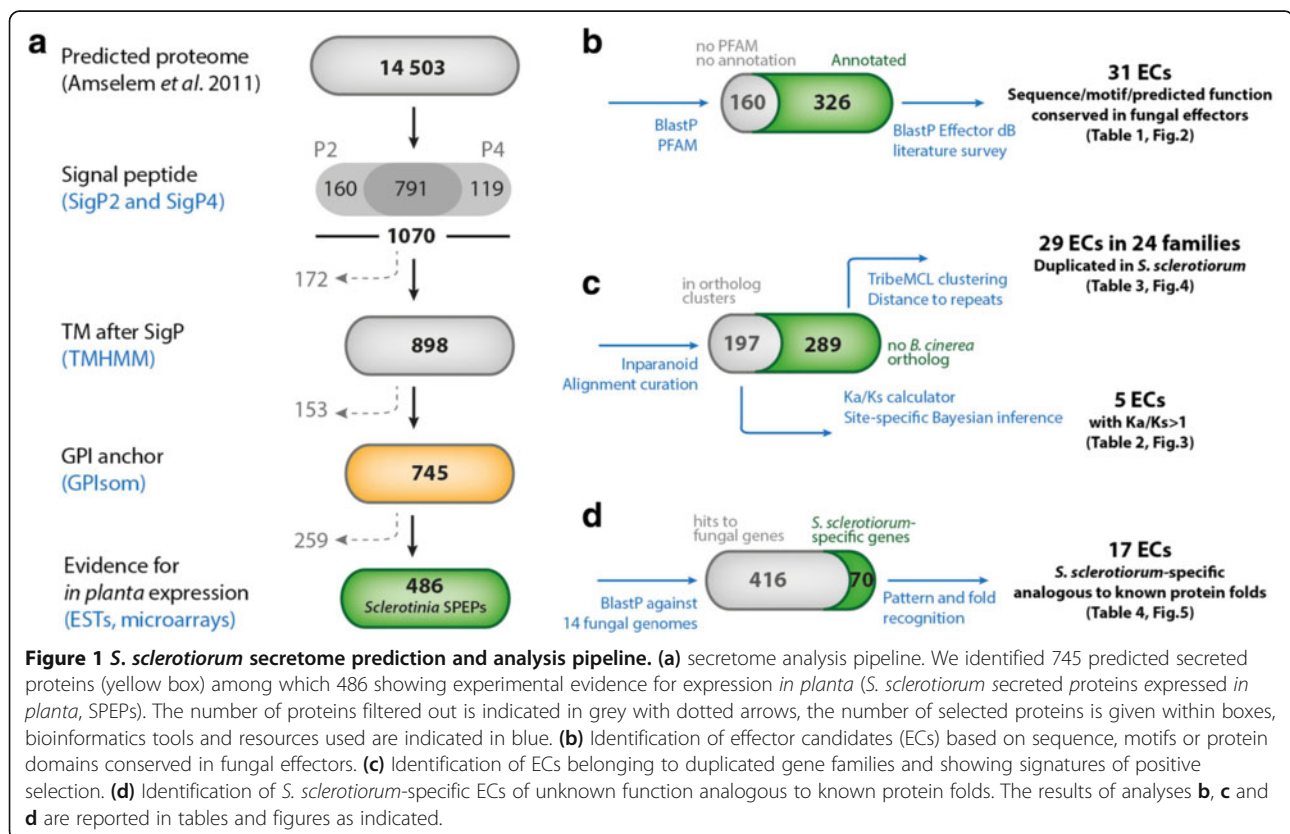 a
Predicted proteome
(Amselem et al. 2011)
14 503
Signal peptide
(SigP2 and SigP4)
P2
P4
160
791
119
1070
172
TM after SigP
(TMHMM)
898
153
GPI anchor
(GPIsom)
745
259
Evidence for
in planta expression
(ESTs, microarrays)
486
Sclerotinia SPEPs
b
no PFAM
no annotation
Annotated
160
326
BlastP
PFAM
BlastP Effector dB
literature survey
31 ECs
Sequence/motif/predicted function
conserved in fungal effectors
(Table 1, Fig.2)
c
in ortholog
clusters
197
289
no B. cinerea
ortholog
Inparanoid
Alignment curation
TribeMCL clustering
Distance to repeats
29 ECs in 24 families
Duplicated in S. sclerotiorum
(Table 3, Fig.4)
Ka/Ks calculator
Site-specific Bayesian inference
5 ECs
with Ka/Ks>1
(Table 2, Fig.3)
d
hits to
fungal genes
S. sclerotiorum-
specific genes
416
70
BlastP against
14 fungal genomes
Pattern and fold
recognition
17 ECs
S. sclerotiorum-specific
analogous to known protein folds
(Table 4, Fig.5)
Figure 1 S. sclerotiorum secretome prediction and analysis pipeline. (a) secretome analysis pipeline. We identified 745 predicted secreted
proteins (yellow box) among which 486 showing experimental evidence for expression in planta (S. sclerotiorum secreted proteins expressed in
planta, SPEPs). The number of proteins filtered out is indicated in grey with dotted arrows, the number of selected proteins is given within boxes,
bioinformatics tools and resources used are indicated in blue. (b) Identification of effector candidates (ECs) based on sequence, motifs or protein
domains conserved in fungal effectors. (c) Identification of ECs belonging to duplicated gene families and showing signatures of positive
selection. (d) Identification of S. sclerotiorum-specific ECs of unknown function analogous to known protein folds. The results of analyses b, c and
d are reported in tables and figures as indicated.